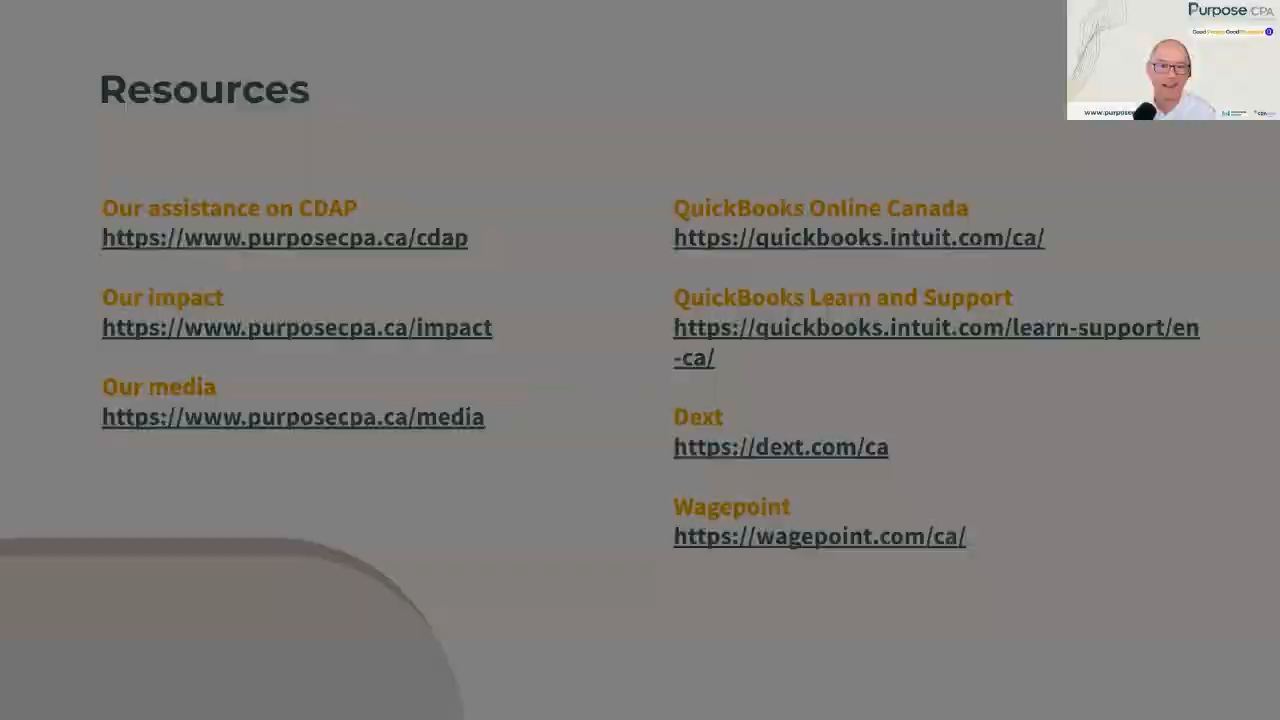 Purpose CPA
Resources
www.purpose
Our assistance on CDAP
https://www.purposecpa.ca/cdap
Our impact
https://www.purposecpa.ca/impact
Our media
https://www.purposecpa.ca/media
QuickBooks Online Canada
https://quickbooks.intuit.com/ca/
QuickBooks Learn and Support
https://quickbooks.intuit.com/learn-support/en
-ca/
Dext
https://dext.com/ca
Wagepoint
https://wagepoint.com/ca/